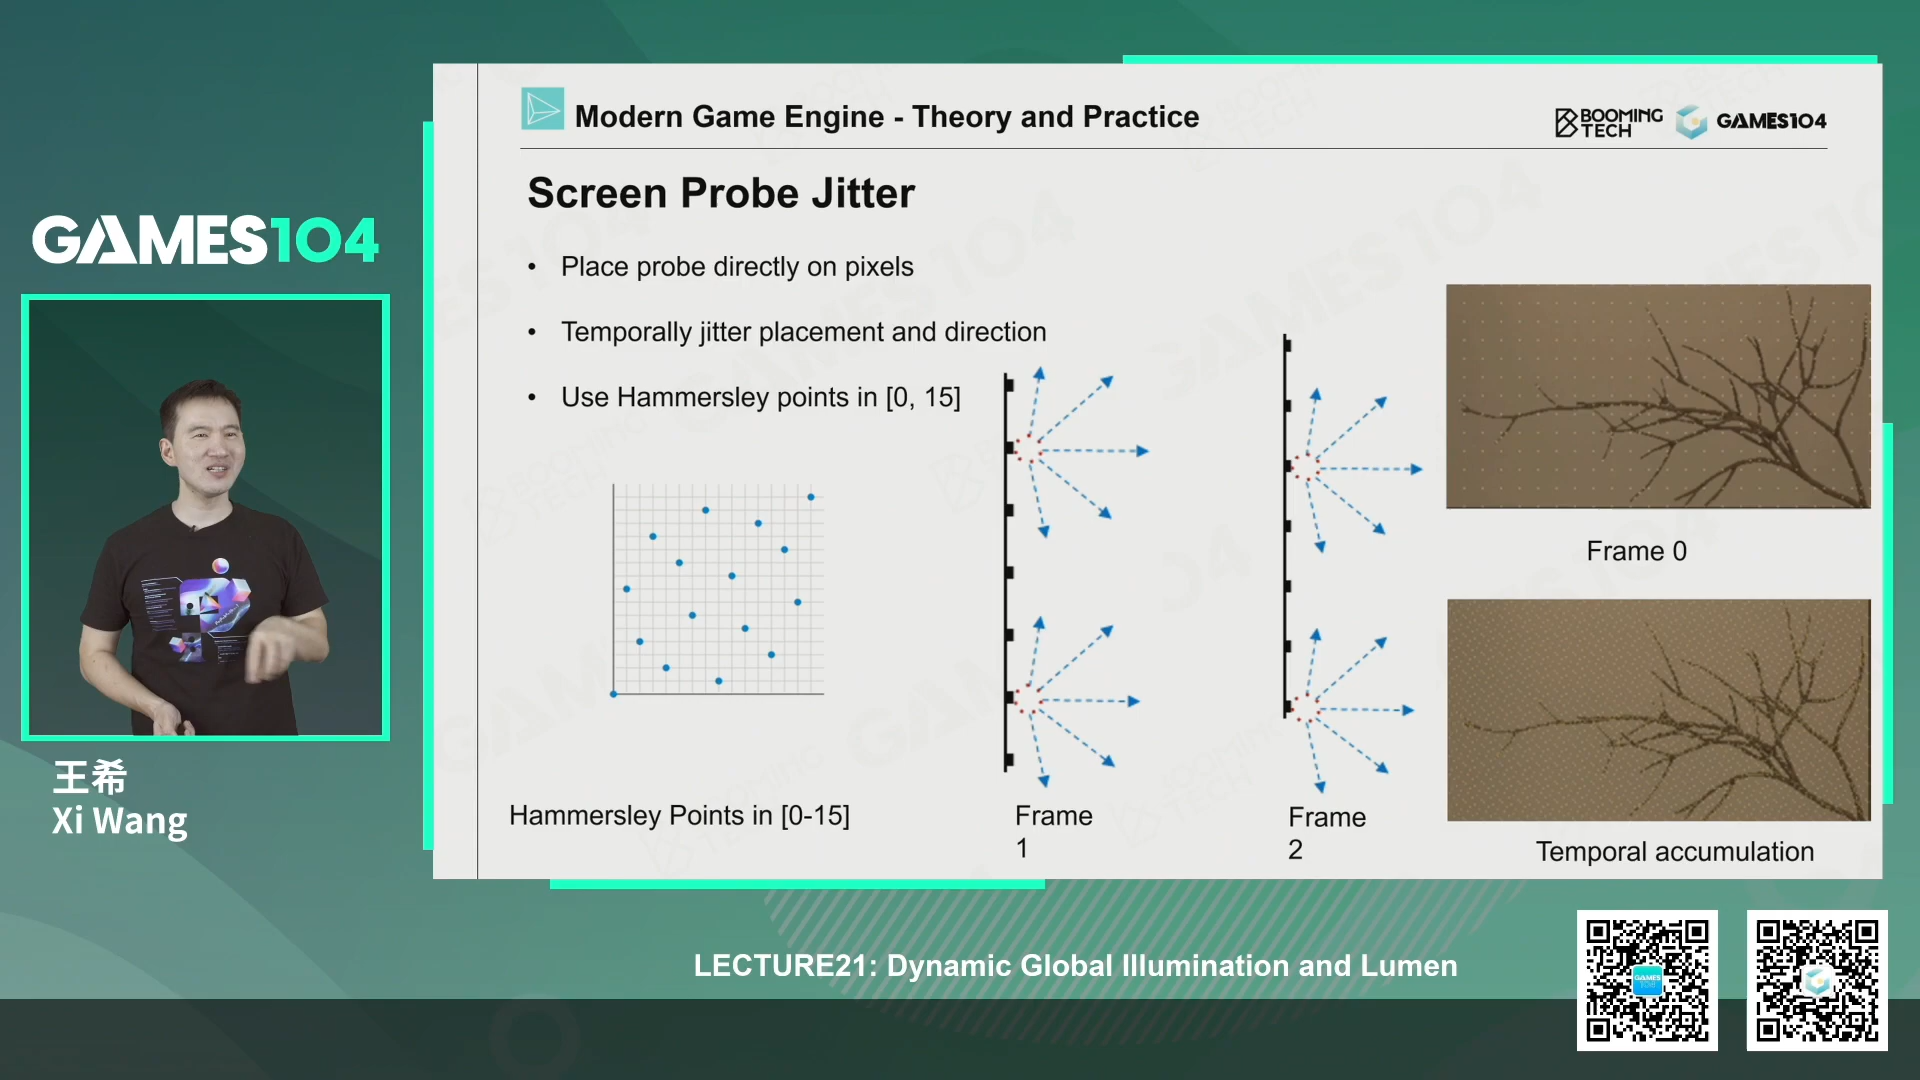 Modern Game Engine - Theory and Practice
BOOMING
TECH
GAMES104
Screen Probe Jitter
GAMES104
• Place probe directly on pixels
• Temporally jitter placement and direction
• Use Hammersley points in [0, 15]
Frame 0
王希
Xi Wang
Hammersley Points in [0-15]
Frame
1
Frame
2
Temporal accumulation
LECTURE21: Dynamic Global Illumination and Lumen